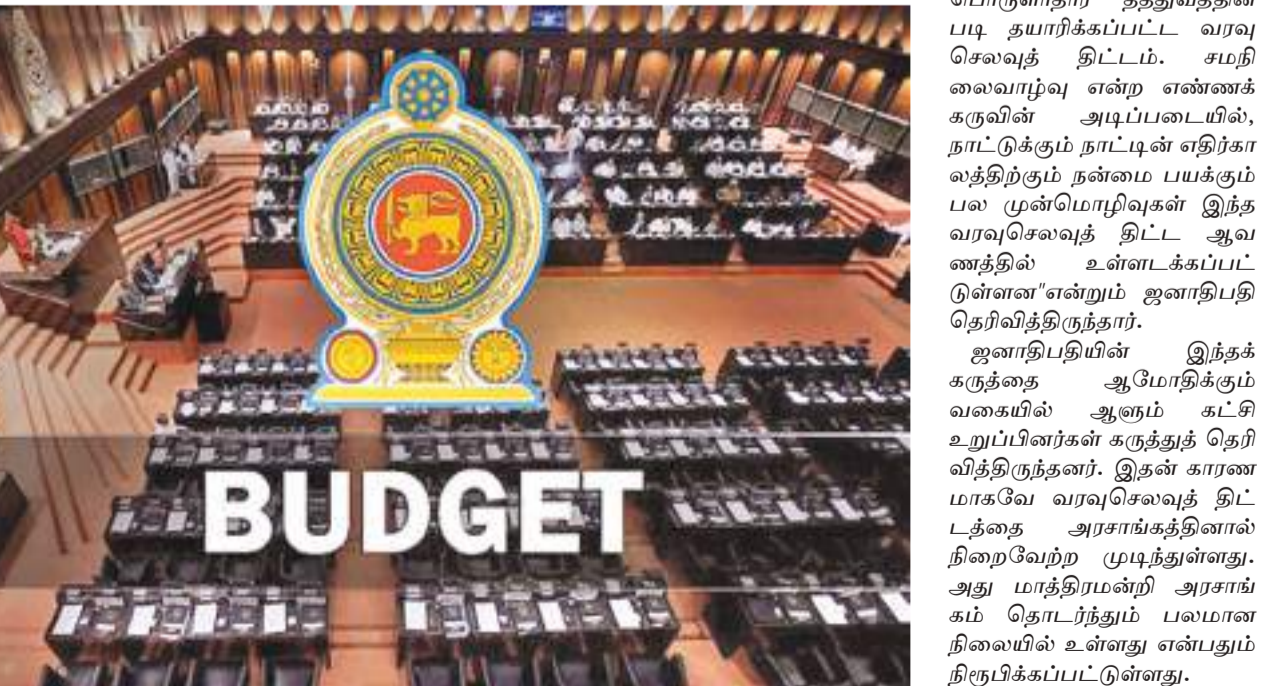 BUDGET
பொருளாதார தத்துவத்தின்
படி தயாரிக்கப்பட்ட வரவு
செலவுத் திட்டம். சமநி
லைவாழ்வு என்ற எண்ணக்
கருவின் அடிப்படையில்,
நாட்டுக்கும் நாட்டின் எதிர்கா
லத்திற்கும் நன்மை பயக்கும்
பல முன்மொழிவுகள் இந்த
வரவுசெலவுத் திட்ட ஆவ
ணத்தில் உள்ளடக்கப்பட்
டுள்ளன"என்றும் ஜனாதிபதி
தெரிவித்திருந்தார்.
ஜனாதிபதியின் இந்தக்
கருத்தை ஆமோதிக்கும்
வகையில் ஆளும் கட்சி
உறுப்பினர்கள் கருத்துத் தெரி
வித்திருந்தனர். இதன் காரண
மாகவே வரவுசெலவுத் திட்
டத்தை அரசாங்கத்தினால்
நிறைவேற்ற முடிந்துள்ளது.
அது மாத்திரமன்றி அரசாங்
கம் தொடர்ந்தும் பலமான
நிலையில் உள்ளது என்பதும்
நிரூபிக்கப்பட்டுள்ளது.